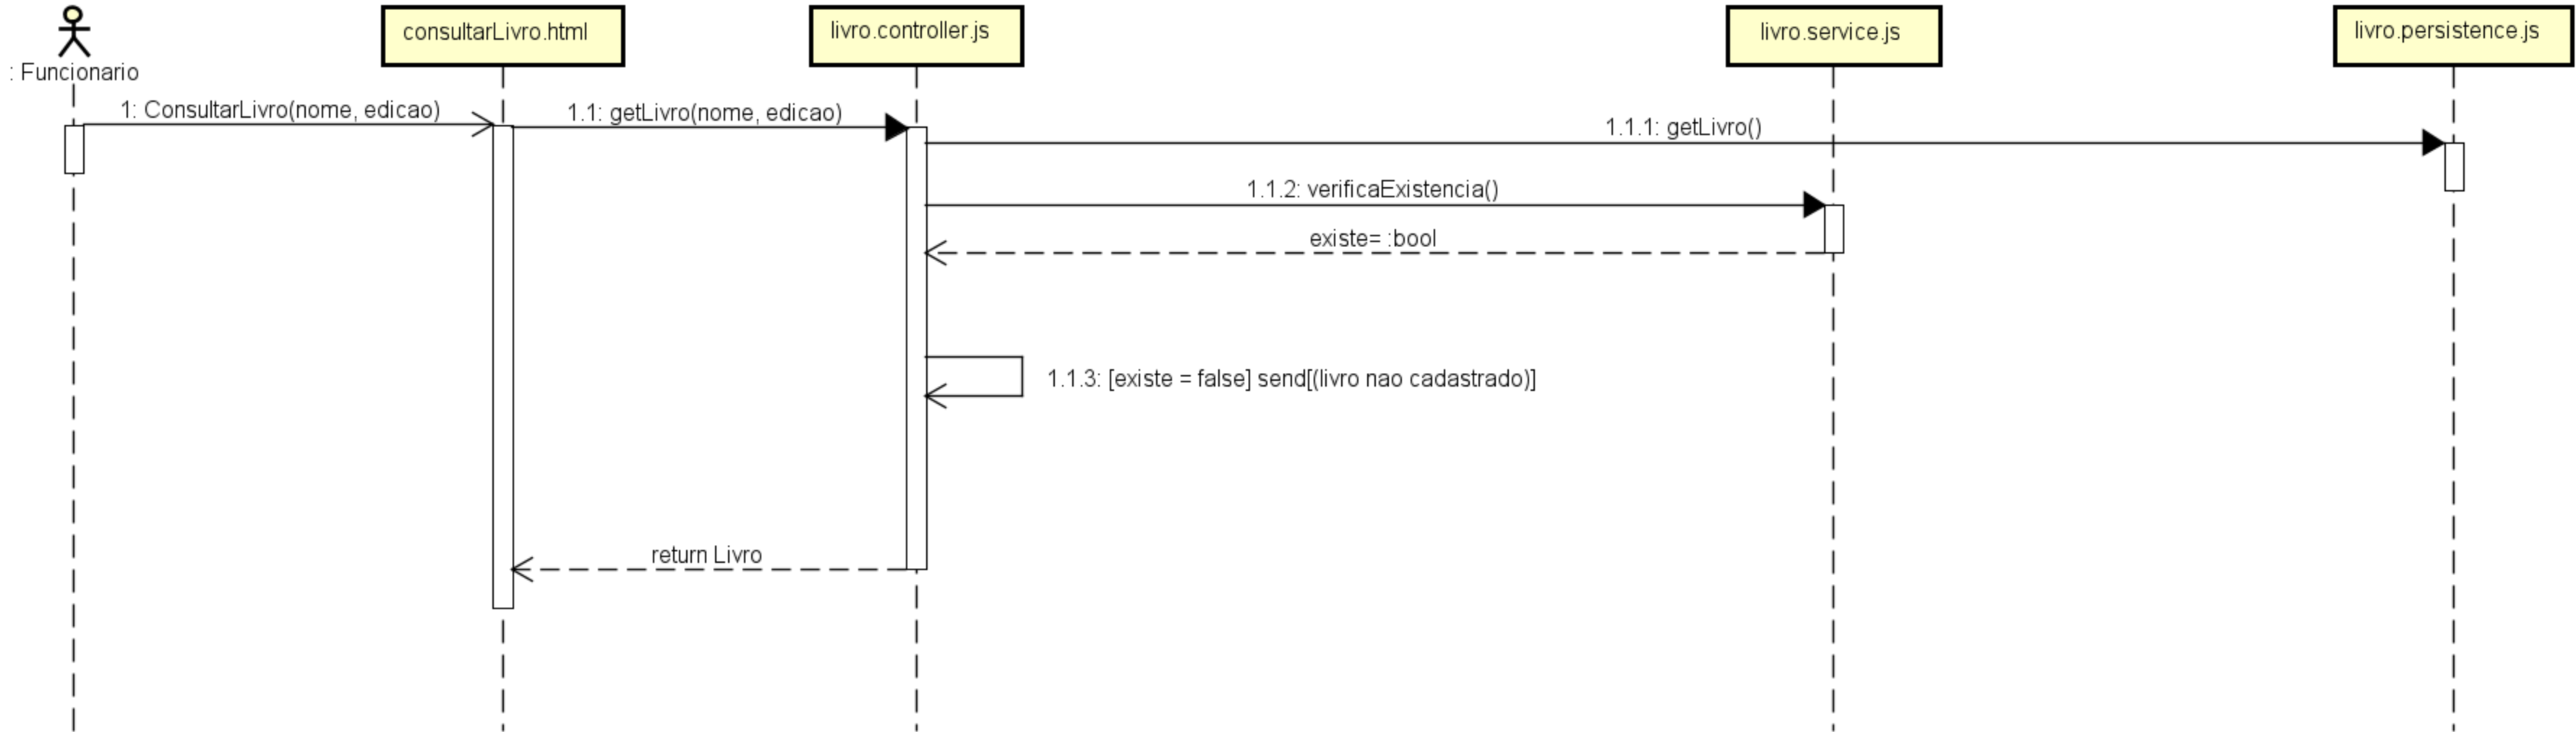 : Funcionario
consultarLivro.html
livro.controller.js
livro.service.js
livro.persistence.js
1: ConsultarLivro(nome, edicao)
1.1: getLivro(nome, edicao)
1.1.1: getLivro()
1.1.2: verificaExistencia()
existe= :bool
1.1.3: [existe = false] send[(livro nao cadastrado)]
return Livro